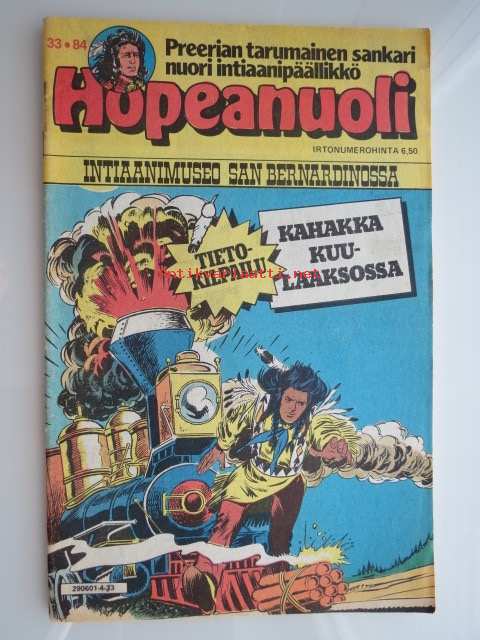 33•84
Preerian tarumainen sankari
nuori intiaanipäällikkö
Hopeanuoli
IRTONUMEROHINTA 6,50
INTIAANIMUSEO SAN BERNARDINOSSA
TIETO-
KILPAILU
KAHAKKA
KUU-
LAAKSOSSA
290601-4-33